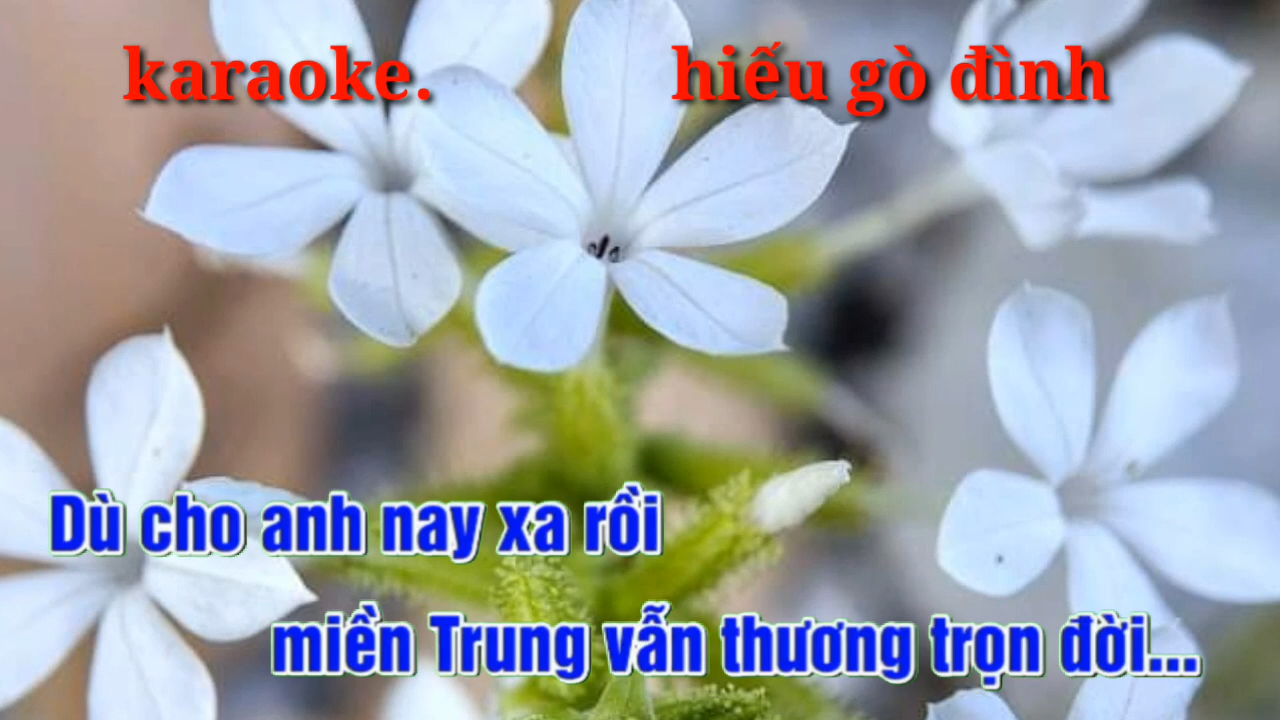 karaoke. hiếu gò đình
Dù cho anh nay xa rồi
miền Trung vẫn thương trọn đời...